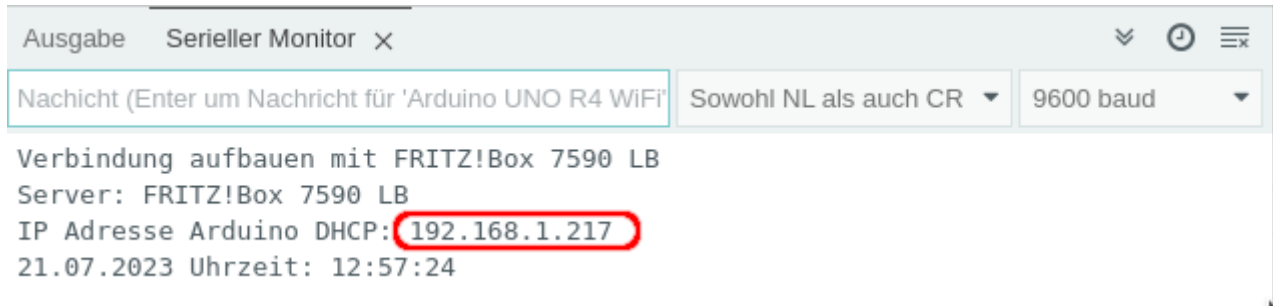 Ausgabe Serieller Monitor
Nachicht (Enter um Nachricht für 'Arduino UNO R4 WiFi' Sowohl NL als auch CR 9600 baud
Verbindung aufbauen mit FRITZ!Box 7590 LB
Server: FRITZ!Box 7590 LB
IP Adresse Arduino DHCP: 192.168.1.217
21.07.2023 Uhrzeit: 12:57:24